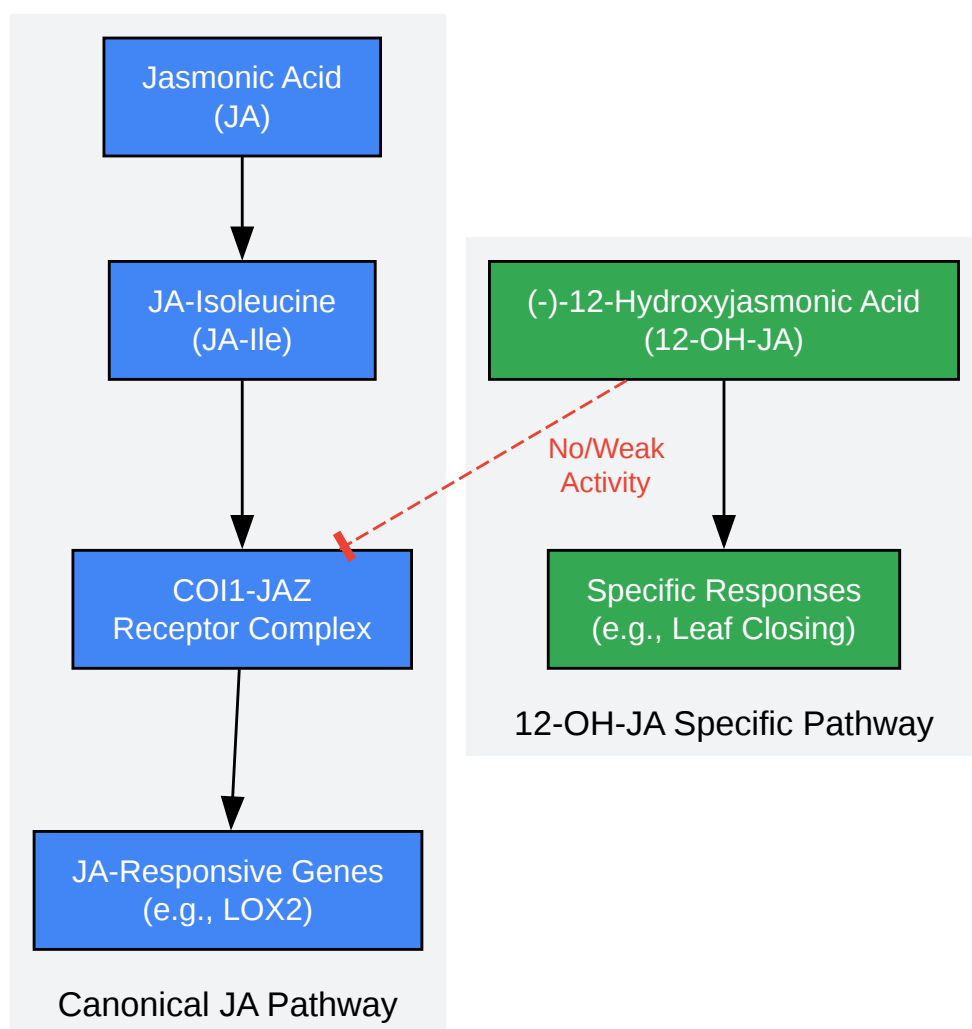 Jasmonic Acid
(JA)
JA-Isoleucine
(JA-Ile)
COI1-JAZ
Receptor Complex
JA-Responsive Genes
(e.g., LOX2)
Canonical JA Pathway
(-)-12-Hydroxyjasmonic Acid
(12-OH-JA)
No/Weak
Activity
Specific Responses
(e.g., Leaf Closing)
12-OH-JA Specific Pathway